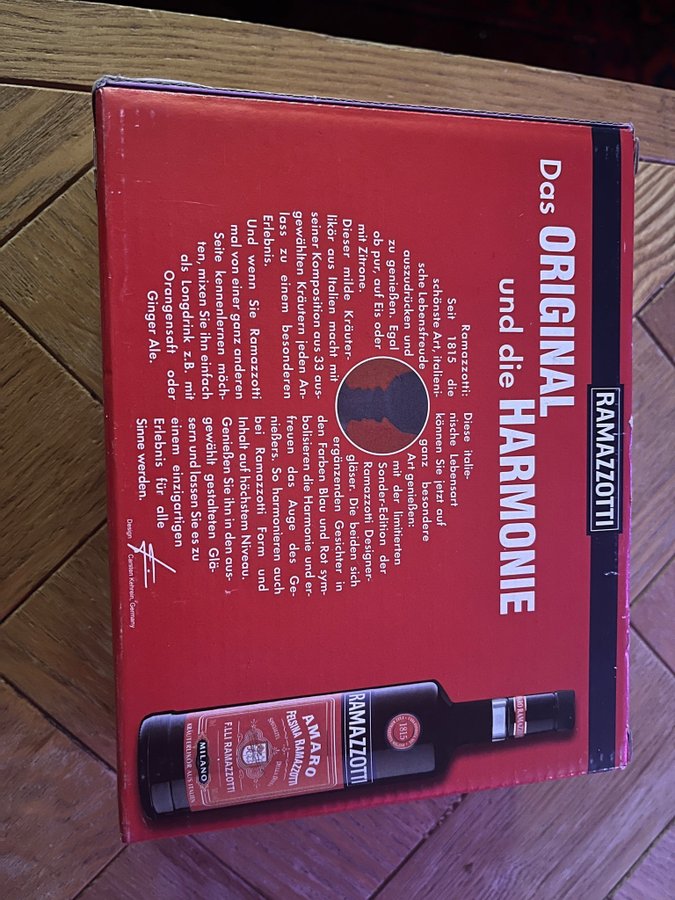 RAMAZZOTTI
Das ORIGINAL
und die HARMONIE
Ramazzotti:
Seit 1815 die
schönste Art, italieni-
sche Lebensfreude
auszudrücken und
zu genießen. Egal
ob pur, auf Eis oder
mit Zitrone.
Dieser milde Kräuter-
likör aus Italien macht mit
seiner Komposition aus 33 aus-
gewählten Kräutern jeden An-
lass zu einem besonderen
Erlebnis.
Und wenn Sie Ramazzotti
mal von einer ganz anderen
Seite kennenlernen möch-
ten, mixen Sie ihn einfach
als Longdrink z.B. mit
Orangensaft oder
Ginger Ale.
Diese italie-
nische Lebensart
können Sie jetzt auf
ganz besondere
Art genießen:
mit der limitierten
Sonder-Edition der
Ramazzotti Designer-
gläser. Die beiden sich
ergänzenden Gesichter in
den Farben Blau und Rot sym-
bolisieren die Harmonie und er-
freuen das Auge des Ge-
nießers. So harmonieren auch
bei Ramazzotti Form und
Inhalt auf höchstem Niveau.
Genießen Sie ihn in den aus-
gewählt gestalteten Glä-
sern und lassen Sie es zu
einem einzigartigen
Erlebnis für alle
Sinne werden.
Design
Carsten Kehrein, Germany
1815
RAMAZZOTTI
AMARO
FELSINA RAMAZZOTTI
F.LLI RAMAZZOTTI
MILANO
KRÄUTERLIKÖR AUS ITALIEN